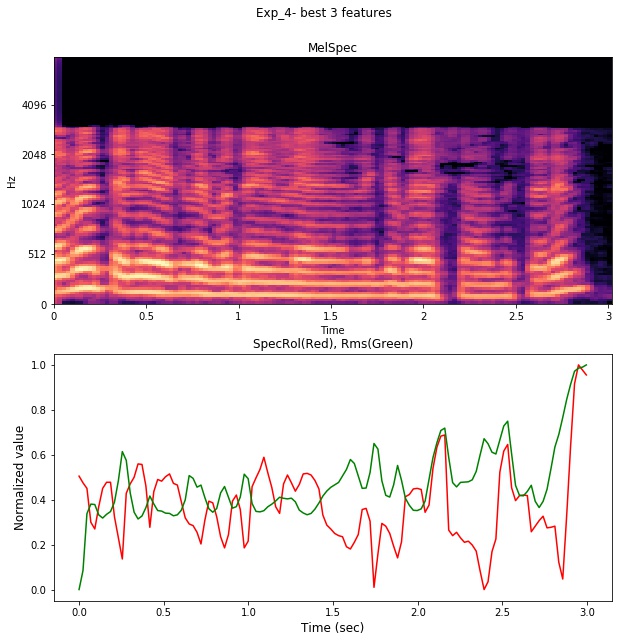 Exp_4- best 3 features
MelSpec
4096
2048
1024
512
0
Hz
0 0.5 1 1.5 2 2.5 3
Time
SpecRol(Red), Rms(Green)
1.0
0.8
0.6
0.4
0.2
0.0
Normalized value
0.0 0.5 1.0 1.5 2.0 2.5 3.0
Time (sec)